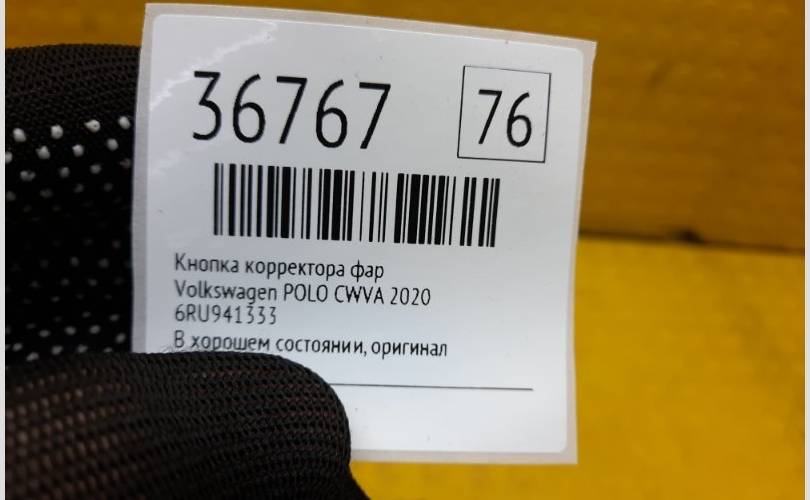 36767 76
Кнопка корректора фар
Volkswagen POLO CWVA 2020
6RU941333
В хорошем состоянии, оригинал